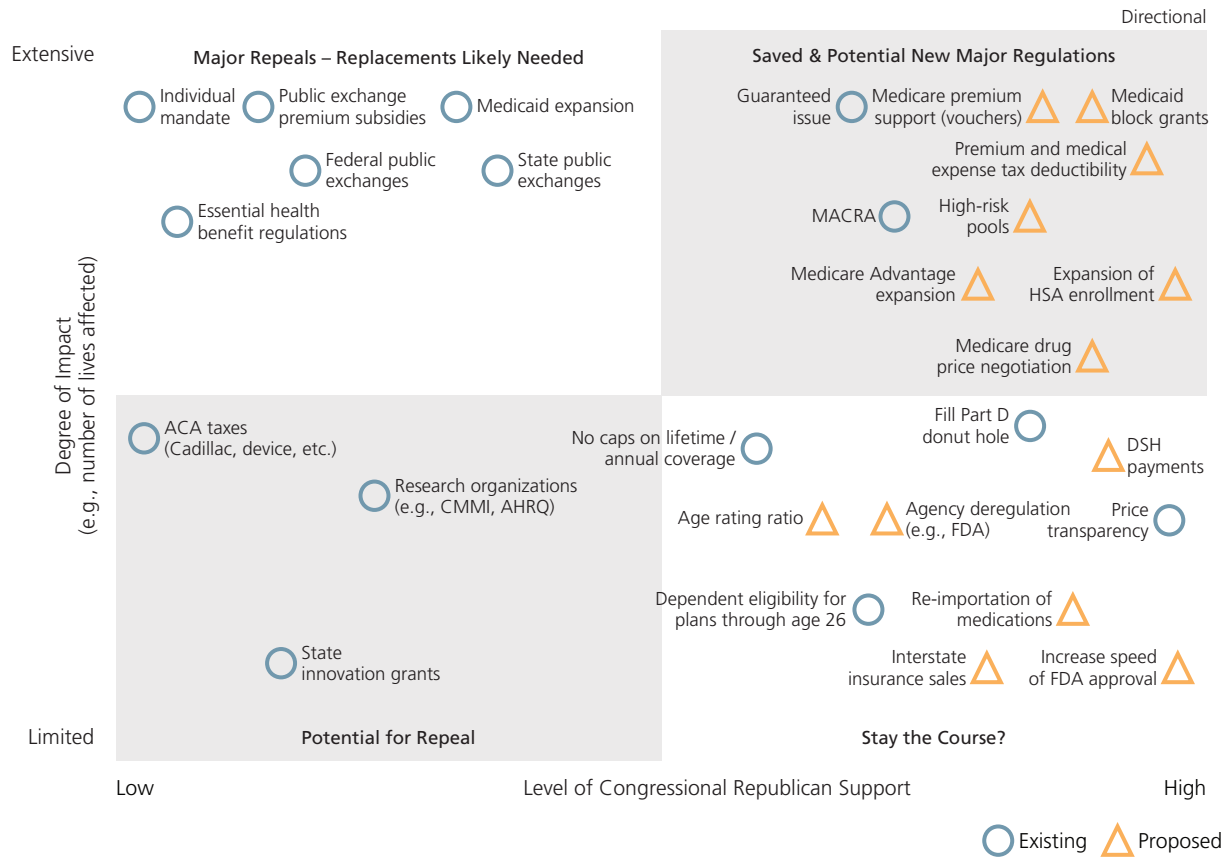 Directional
Extensive
Major Repeals – Replacements Likely Needed
Saved & Potential New Major Regulations
Individual
mandate
Public exchange
premium subsidies
Medicaid expansion
Guaranteed
issue
Medicare premium
support (vouchers)
Medicaid
block grants
Federal public
exchanges
State public
exchanges
Premium and medical
expense tax deductibility
Essential health
benefit regulations
MACRA
High-risk
pools
Medicare Advantage
expansion
Expansion of
HSA enrollment
Medicare drug
price negotiation
Degree of Impact
(e.g., number of lives affected)
ACA taxes
(Cadillac, device, etc.)
No caps on lifetime /
annual coverage
Fill Part D
donut hole
DSH
payments
Research organizations
(e.g., CMMI, AHRQ)
Age rating ratio
Agency deregulation
(e.g., FDA)
Price
transparency
Dependent eligibility for
plans through age 26
Re-importation of
medications
State
innovation grants
Interstate
insurance sales
Increase speed
of FDA approval
Limited
Potential for Repeal
Stay the Course?
Low
Level of Congressional Republican Support
High
Existing
Proposed